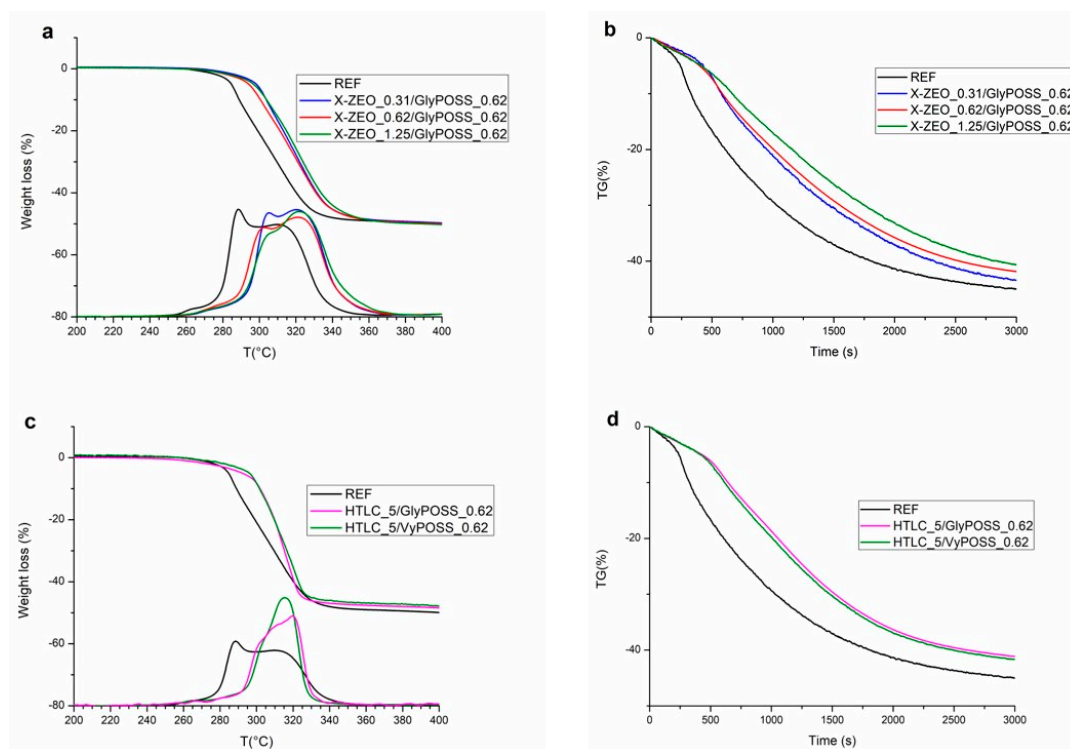 a
Weight loss (%)
0
-20
-40
-60
-80
REF
X-ZEO_0.31/GlyPOSS_0.62
X-ZEO_0.62/GlyPOSS_0.62
X-ZEO_1.25/GlyPOSS_0.62
200 220 240 260 280 300 320 340 360 380 400
T(°C)
b
TG(%)
0
-20
-40
REF
X-ZEO_0.31/GlyPOSS_0.62
X-ZEO_0.62/GlyPOSS_0.62
X-ZEO_1.25/GlyPOSS_0.62
0 500 1000 1500 2000 2500 3000
Time (s)
c
Weight loss (%)
0
-20
-40
-60
-80
REF
HTLC_5/GlyPOSS_0.62
HTLC_5/VyPOSS_0.62
200 220 240 260 280 300 320 340 360 380 400
T(°C)
d
TG(%)
0
-20
-40
REF
HTLC_5/GlyPOSS_0.62
HTLC_5/VyPOSS_0.62
0 500 1000 1500 2000 2500 3000
Time (s)